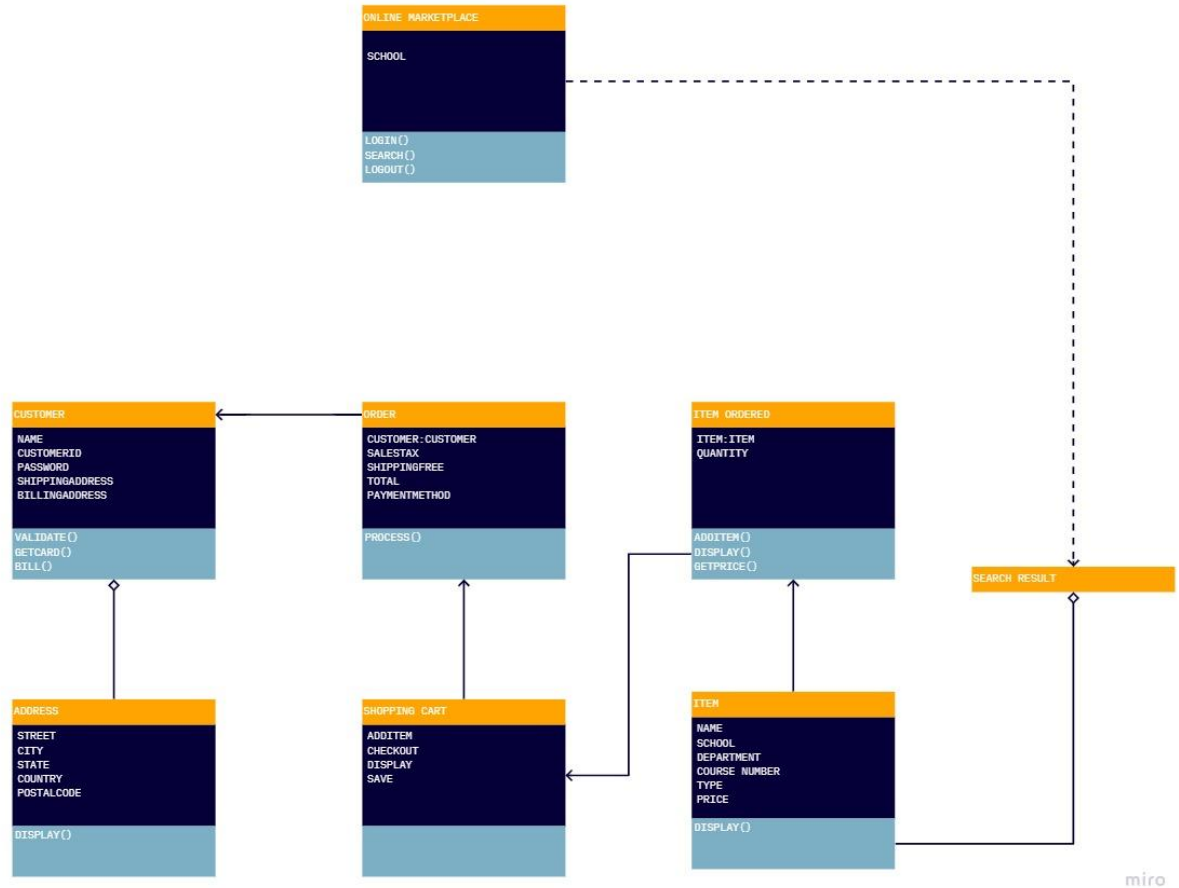 ONLINE MARKETPLACE
SCHOOL
LOGIN()
SEARCH()
LOGOUT()
CUSTOMER
NAME
CUSTOMERID
PASSWORD
SHIPPINGADDRESS
BILLINGADDRESS
VALIDATE()
GETCARD()
BILL()
ORDER
CUSTOMER:CUSTOMER
SALESTAX
SHIPPINGFREE
TOTAL
PAYMENTMETHOD
PROCESS()
ITEM ORDERED
ITEM:ITEM
QUANTITY
ADDITEM()
DISPLAY()
GETPRICE()
SEARCH RESULT
ADDRESS
STREET
CITY
STATE
COUNTRY
POSTALCODE
DISPLAY()
SHOPPING CART
ADDITEM
CHECKOUT
DISPLAY
SAVE
ITEM
NAME
SCHOOL
DEPARTMENT
COURSE NUMBER
TYPE
PRICE
DISPLAY()
miro